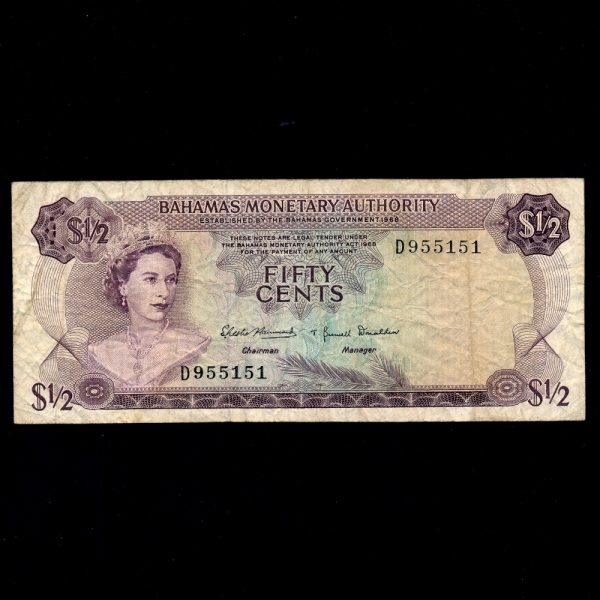 BAHAMAS MONETARY AUTHORITY
ESTABLISHED BY THE BAHAMAS GOVERNMENT 1968
$1/2
$1/2
THESE NOTES ARE LEGAL TENDER UNDER
THE BAHAMAS MONETARY AUTHORITY ACT 1968
FOR THE PAYMENT OF ANY AMOUNT
D955151
FIFTY
CENTS
Chairman Manager
D955151
$1/2
$1/2